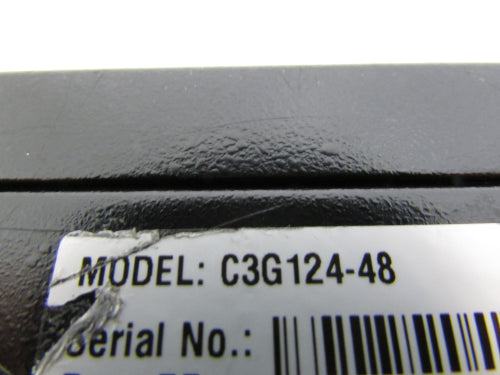 MODEL: C3G124-48
Serial No.: